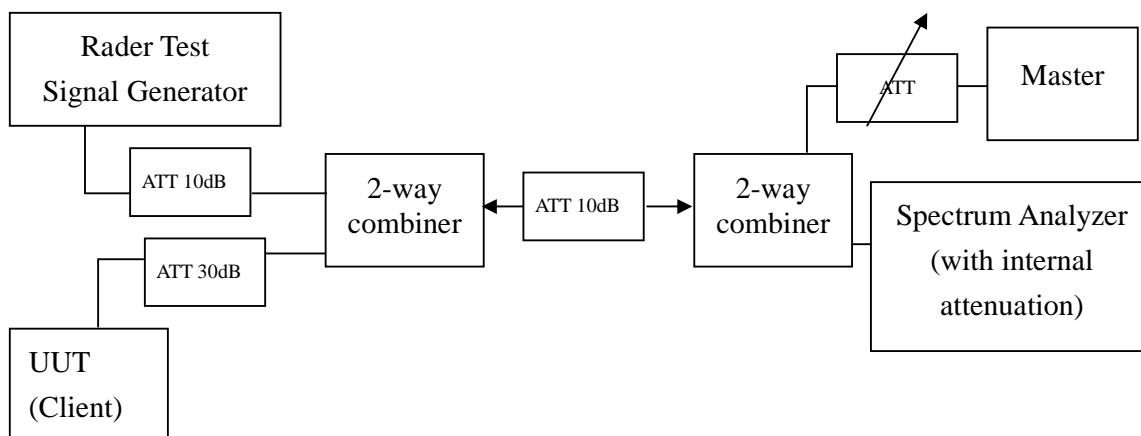 Rader Test
Signal Generator
ATT
Master
ATT 10dB
2-way
combiner
ATT 10dB
2-way
combiner
Spectrum Analyzer
(with internal
attenuation)
ATT 30dB
UUT
(Client)